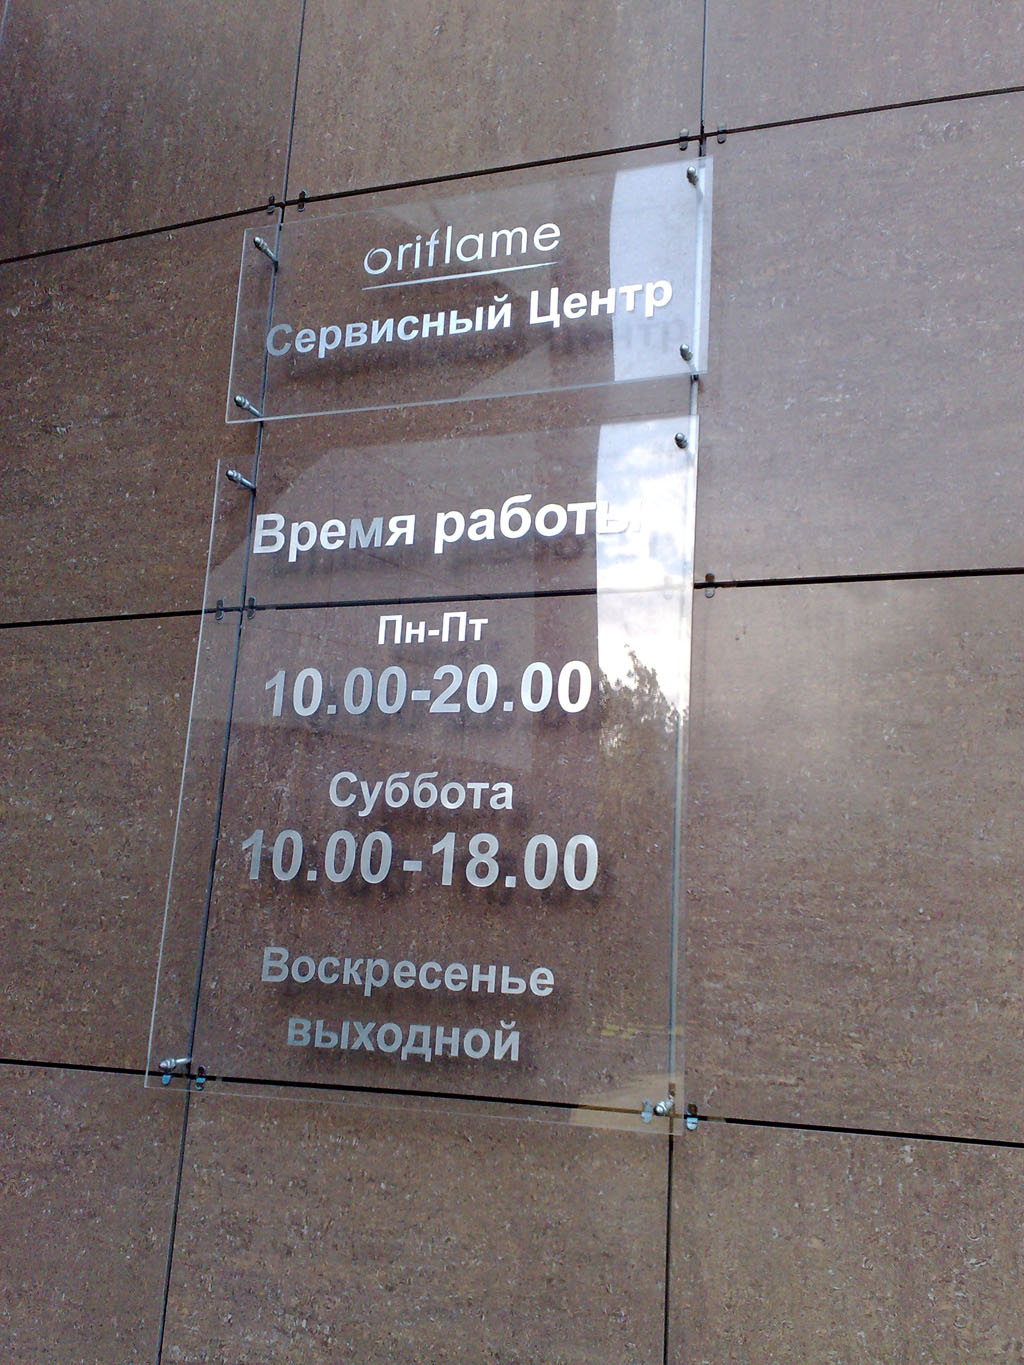 oriflame
Сервисный Центр
Время работы
Пн-Пт
10.00-20.00
Суббота
10.00-18.00
Воскресенье
выходной